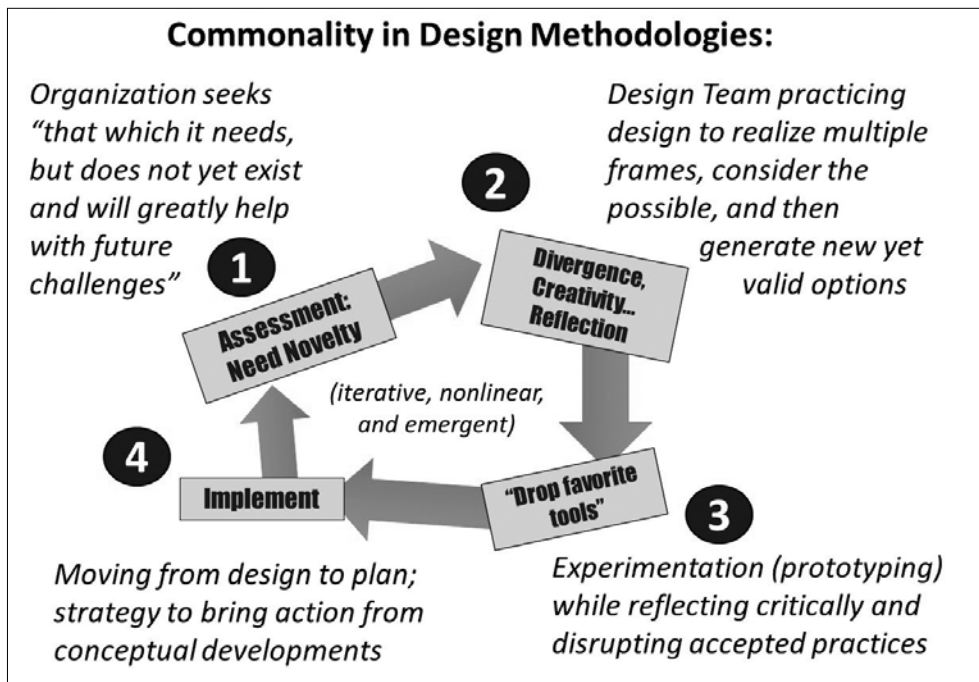 Commonality in Design Methodologies:
Organization seeks
“that which it needs,
but does not yet exist
and will greatly help
with future
challenges”
1
Assessment:
Need Novelty
2
Design Team practicing
design to realize multiple
frames, consider the
possible, and then
generate new yet
valid options
Divergence,
Creativity...
Reflection
(iterative, nonlinear,
and emergent)
“Drop favorite
tools”
3
Experimentation (prototyping)
while reflecting critically and
disrupting accepted practices
4
Implement
Moving from design to plan;
strategy to bring action from
conceptual developments